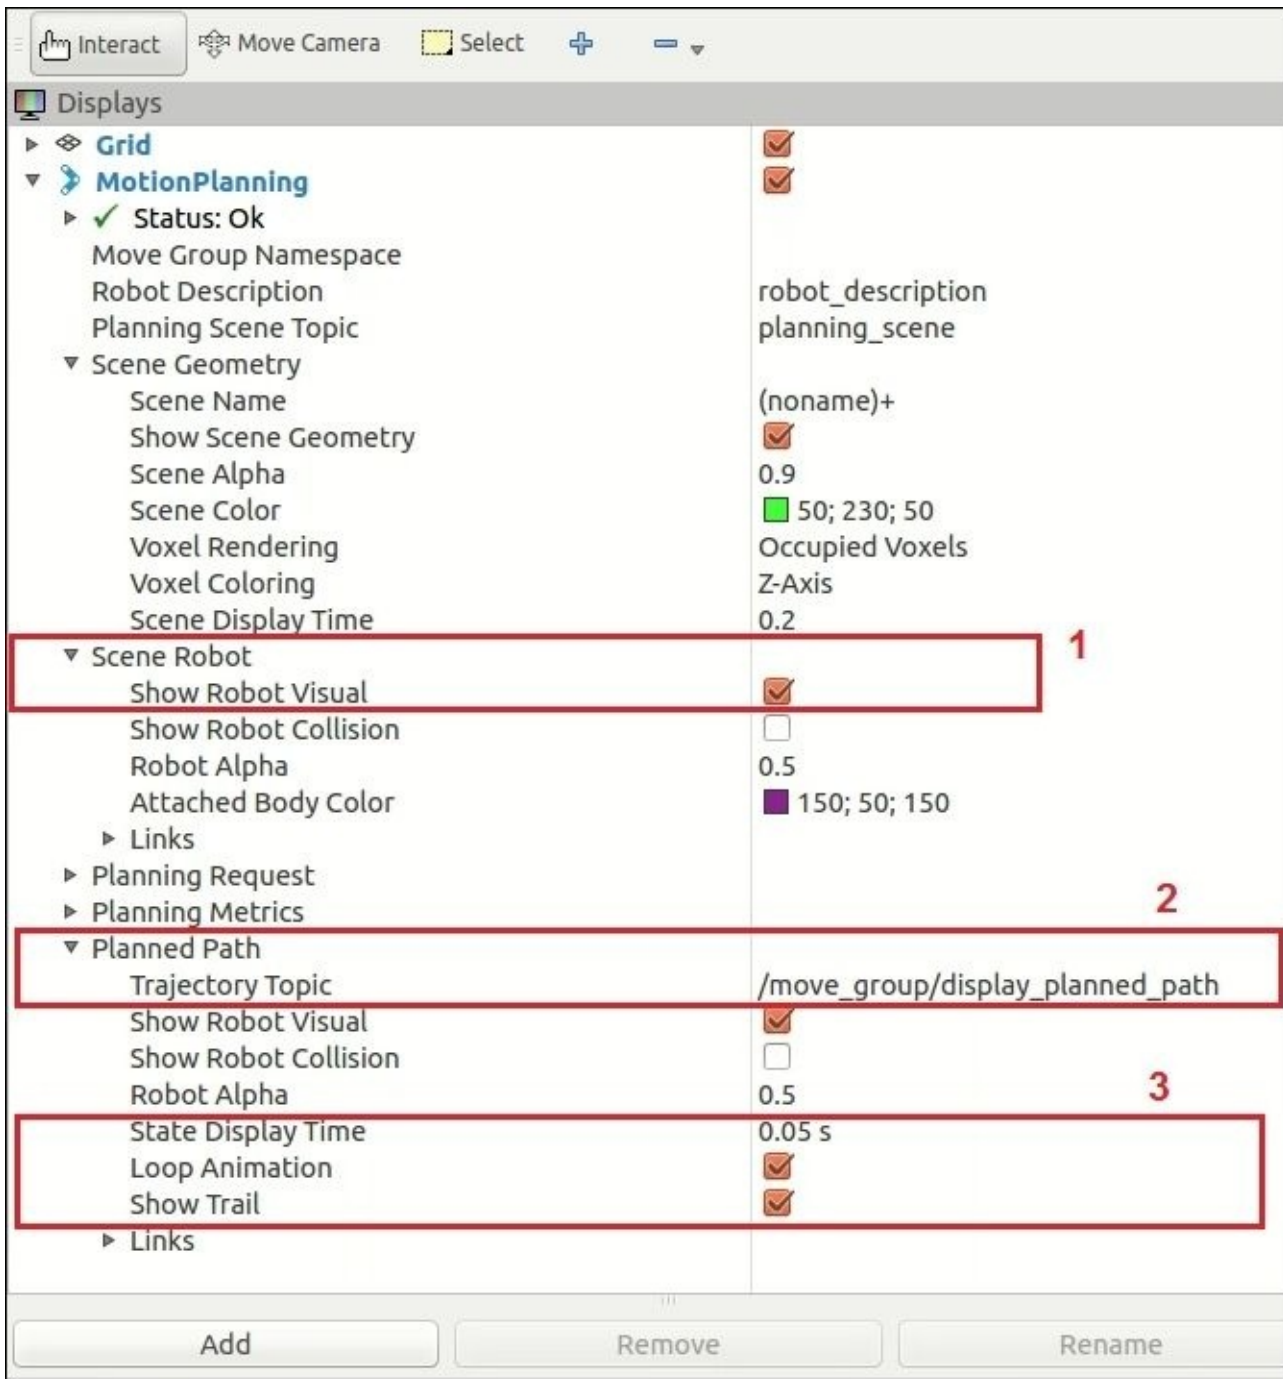 Interact Move Camera Select
Displays
Grid
MotionPlanning
Status: Ok
Move Group Namespace
Robot Description robot_description
Planning Scene Topic planning_scene
Scene Geometry
Scene Name (noname)+
Show Scene Geometry
Scene Alpha 0.9
Scene Color 50; 230; 50
Voxel Rendering Occupied Voxels
Voxel Coloring Z-Axis
Scene Display Time 0.2
1
Scene Robot
Show Robot Visual
Show Robot Collision
Robot Alpha 0.5
Attached Body Color 150; 50; 150
Links
Planning Request
Planning Metrics
2
Planned Path
Trajectory Topic /move_group/display_planned_path
Show Robot Visual
Show Robot Collision
Robot Alpha 0.5
3
State Display Time 0.05 s
Loop Animation
Show Trail
Links
Add Remove Rename